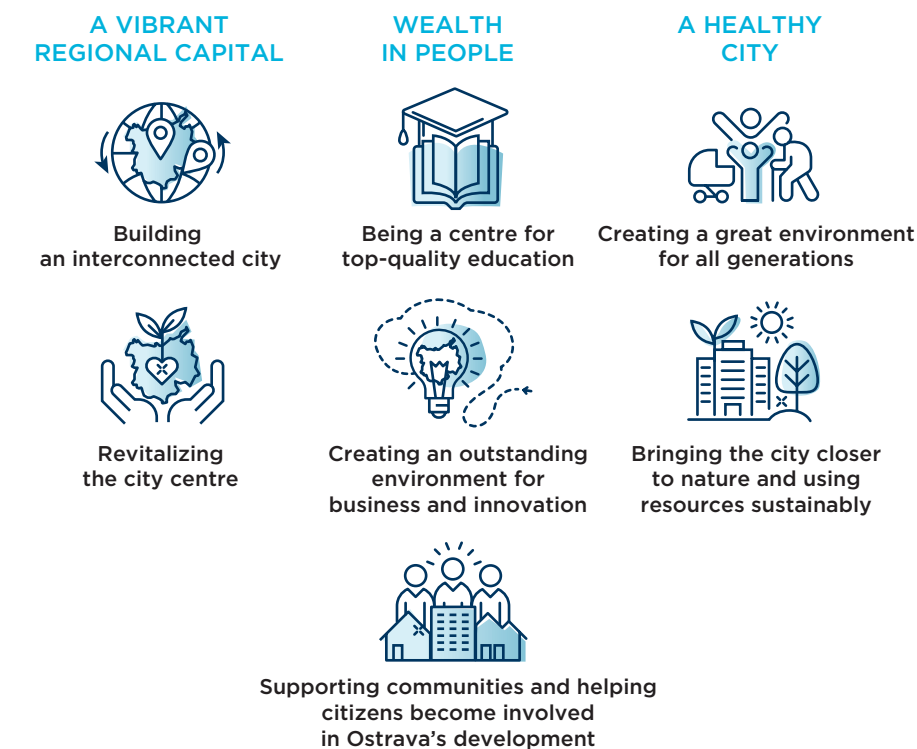 A VIBRANT
REGIONAL CAPITAL
WEALTH
IN PEOPLE
A HEALTHY
CITY
Building
an interconnected city
Being a centre for
top-quality education
Creating a great environment
for all generations
Revitalizing
the city centre
Creating an outstanding
environment for
business and innovation
Bringing the city closer
to nature and using
resources sustainably
Supporting communities and helping
citizens become involved
in Ostrava's development